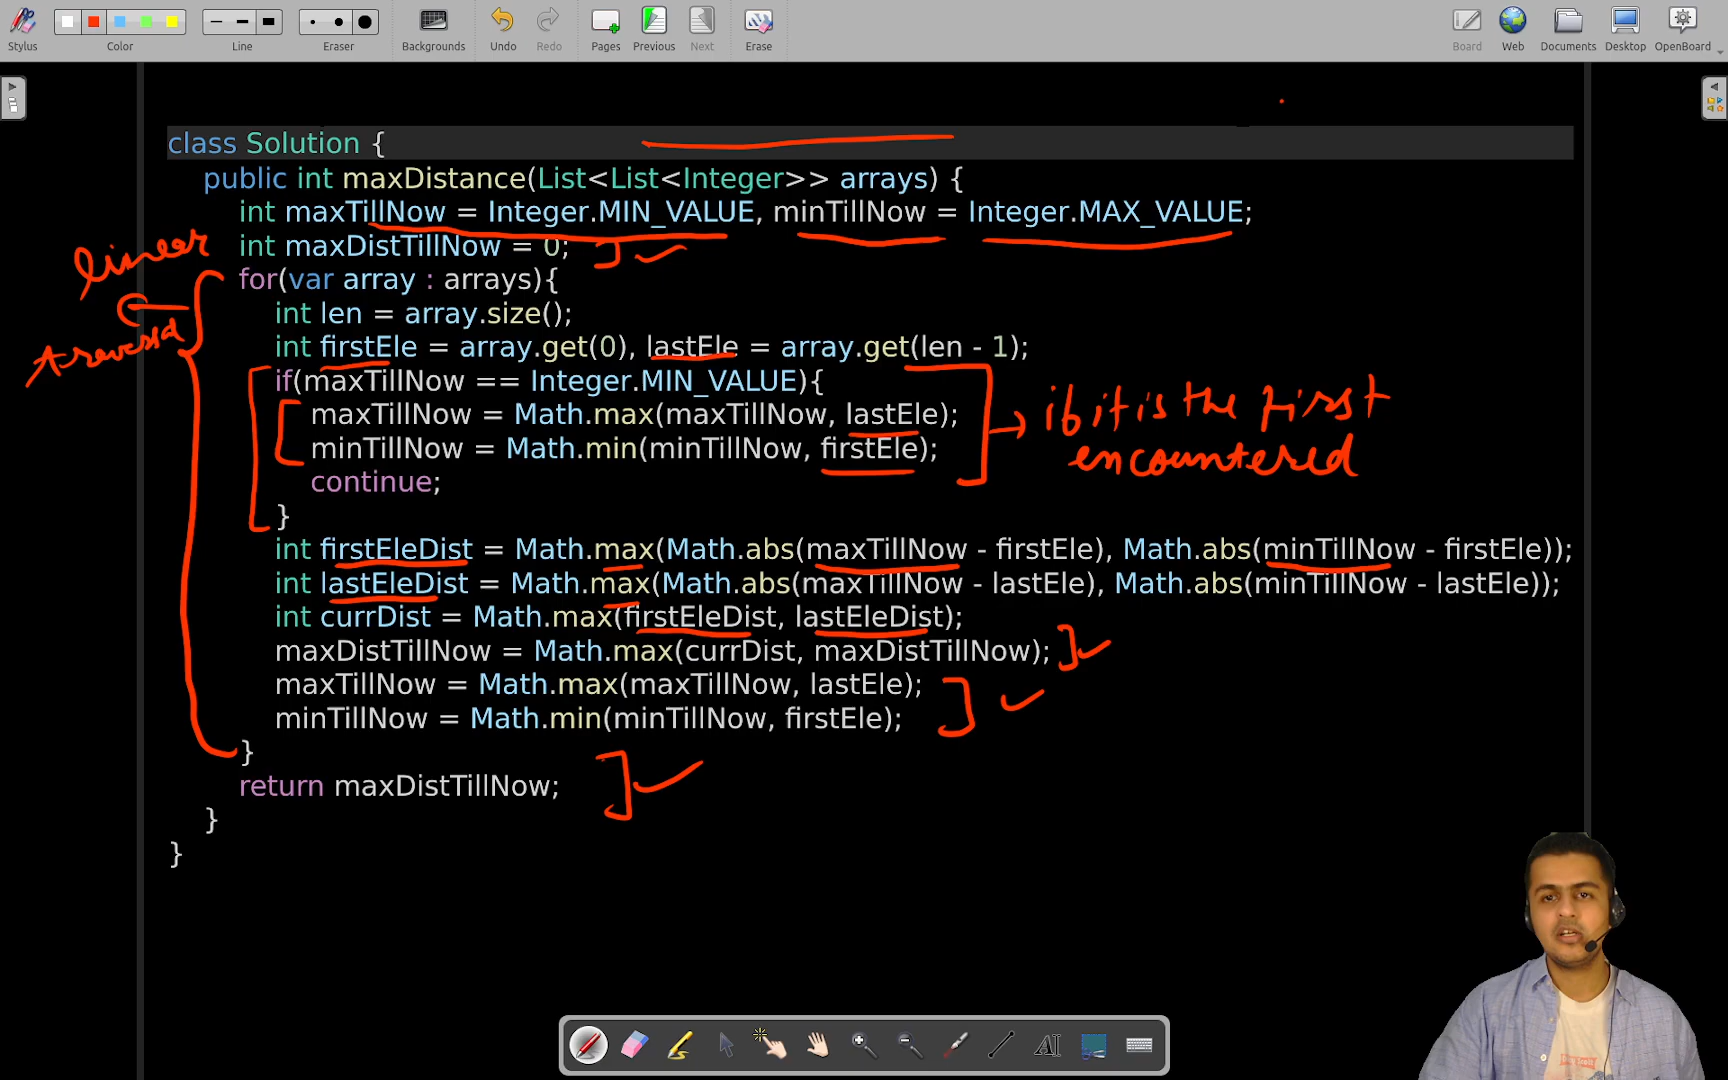 Stylus Color Line Eraser Backgrounds Undo Redo Pages Previous Next Erase Board Web Documents Desktop OpenBoard
class Solution {
public int maxDistance(List<List<Integer>> arrays) {
int maxTillNow = Integer.MIN_VALUE, minTillNow = Integer.MAX_VALUE;
int maxDistTillNow = 0;
linear
for(var array : arrays){
int len = array.size();
traversal
int firstEle = array.get(0), lastEle = array.get(len - 1);
if(maxTillNow == Integer.MIN_VALUE){
maxTillNow = Math.max(maxTillNow, lastEle);
if it is the first
minTillNow = Math.min(minTillNow, firstEle);
encountered
continue;
}
int firstEleDist = Math.max(Math.abs(maxTillNow - firstEle), Math.abs(minTillNow - firstEle));
int lastEleDist = Math.max(Math.abs(maxTillNow - lastEle), Math.abs(minTillNow - lastEle));
int currDist = Math.max(firstEleDist, lastEleDist);
maxDistTillNow = Math.max(currDist, maxDistTillNow);
maxTillNow = Math.max(maxTillNow, lastEle);
minTillNow = Math.min(minTillNow, firstEle);
}
return maxDistTillNow;
}
}
AI